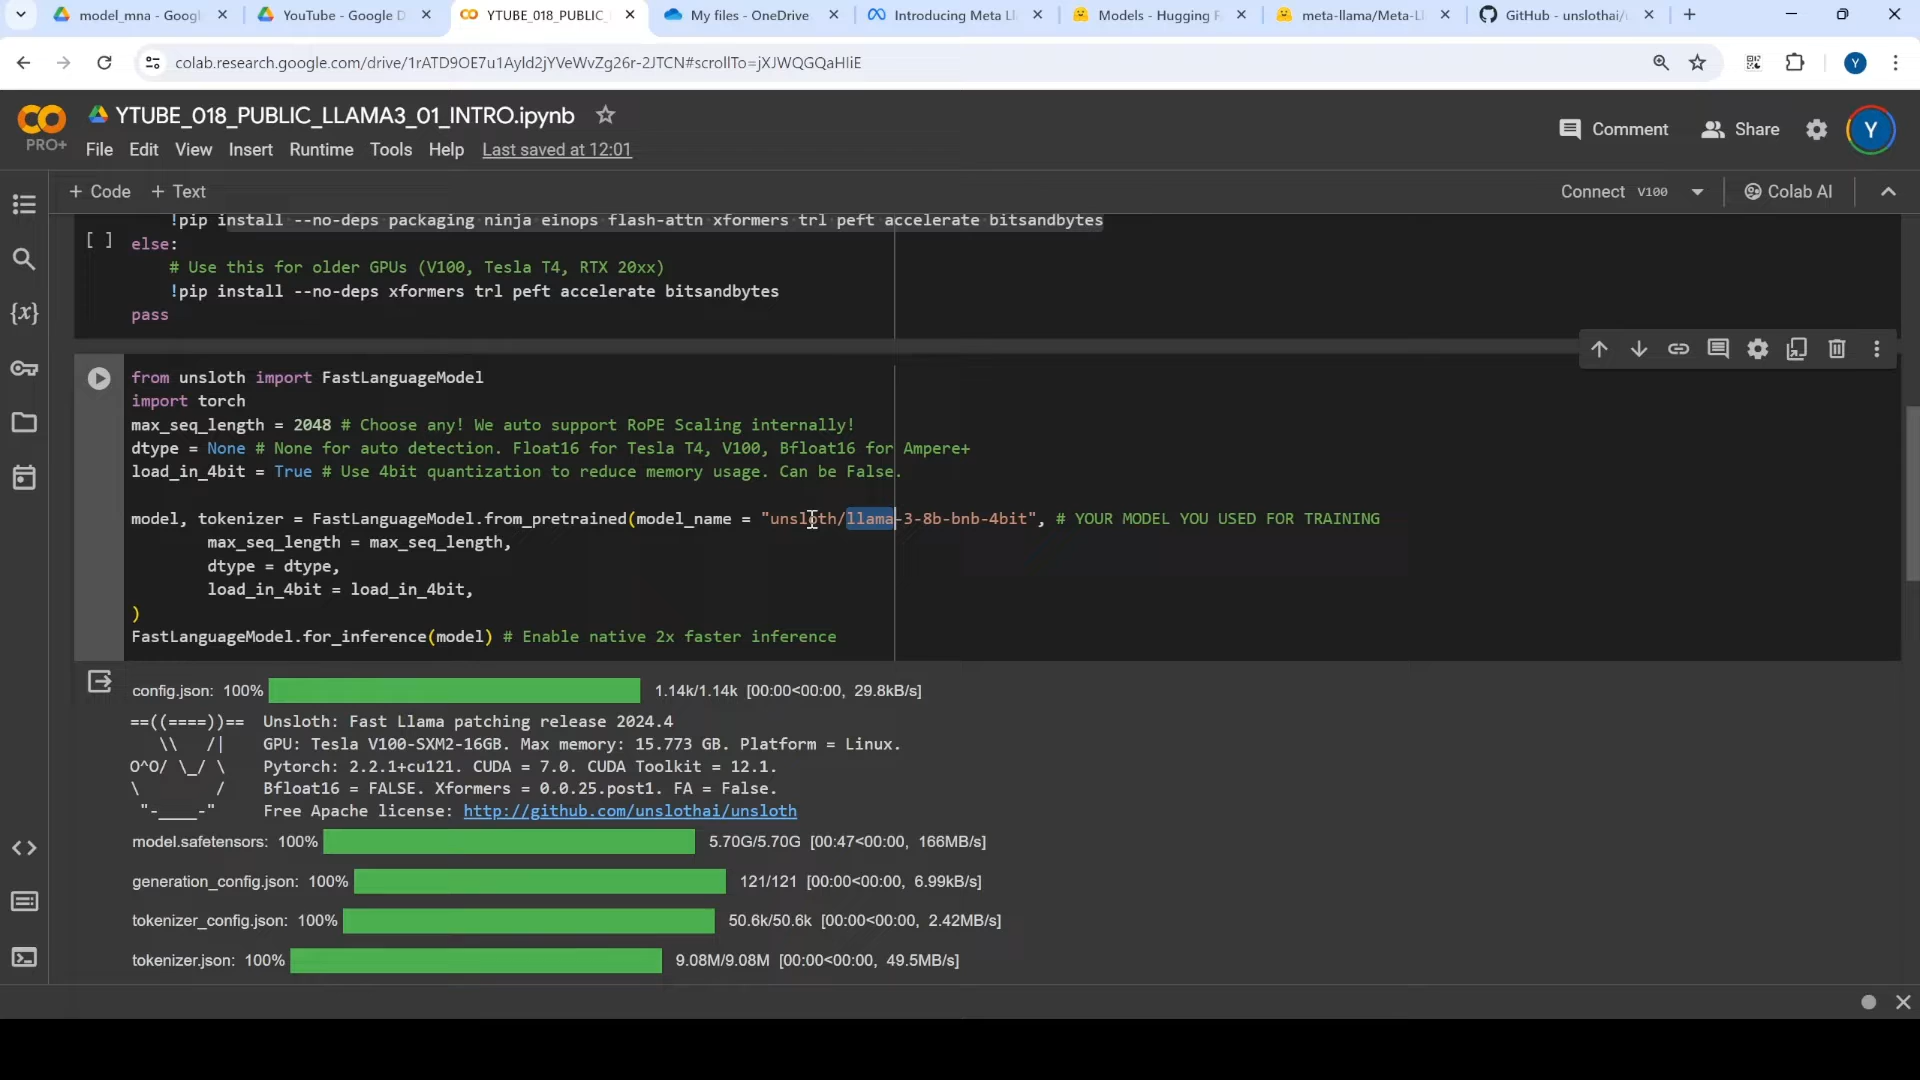 model_mna - Googl
YouTube - Google D
YTUBE_018_PUBLIC_
My files - OneDrive
Introducing Meta Ll
Models - Hugging F
meta-llama/Meta-Ll
GitHub - unslothai/u
colab.research.google.com/drive/1rATD9OE7u1Ayld2jYVeWvZg26r-2JTCN#scrollTo=jXJWQGQaHliE
Y
CO
PRO+
YTUBE_018_PUBLIC_LLAMA3_01_INTRO.ipynb
Comment
Share
Y
File Edit View Insert Runtime Tools Help Last saved at 12:01
+ Code + Text
Connect V100
Colab AI
{x}
!pip install --no-deps packaging ninja einops flash-attn xformers trl peft accelerate bitsandbytes
[ ] else:
# Use this for older GPUs (V100, Tesla T4, RTX 20xx)
!pip install --no-deps xformers trl peft accelerate bitsandbytes
pass
from unsloth import FastLanguageModel
import torch
max_seq_length = 2048 # Choose any! We auto support RoPE Scaling internally!
dtype = None # None for auto detection. Float16 for Tesla T4, V100, Bfloat16 for Ampere+
load_in_4bit = True # Use 4bit quantization to reduce memory usage. Can be False.
model, tokenizer = FastLanguageModel.from_pretrained(model_name = "unsloth/llama-3-8b-bnb-4bit", # YOUR MODEL YOU USED FOR TRAINING
max_seq_length = max_seq_length,
dtype = dtype,
load_in_4bit = load_in_4bit,
)
FastLanguageModel.for_inference(model) # Enable native 2x faster inference
config.json: 100% 1.14k/1.14k [00:00<00:00, 29.8kB/s]
==((====))== Unsloth: Fast Llama patching release 2024.4
\\ /| GPU: Tesla V100-SXM2-16GB. Max memory: 15.773 GB. Platform = Linux.
O^O/ \_/ \ Pytorch: 2.2.1+cu121. CUDA = 7.0. CUDA Toolkit = 12.1.
\ / Bfloat16 = FALSE. Xformers = 0.0.25.post1. FA = False.
"-____-" Free Apache license: http://github.com/unslothai/unsloth
model.safetensors: 100% 5.70G/5.70G [00:47<00:00, 166MB/s]
generation_config.json: 100% 121/121 [00:00<00:00, 6.99kB/s]
tokenizer_config.json: 100% 50.6k/50.6k [00:00<00:00, 2.42MB/s]
tokenizer.json: 100% 9.08M/9.08M [00:00<00:00, 49.5MB/s]